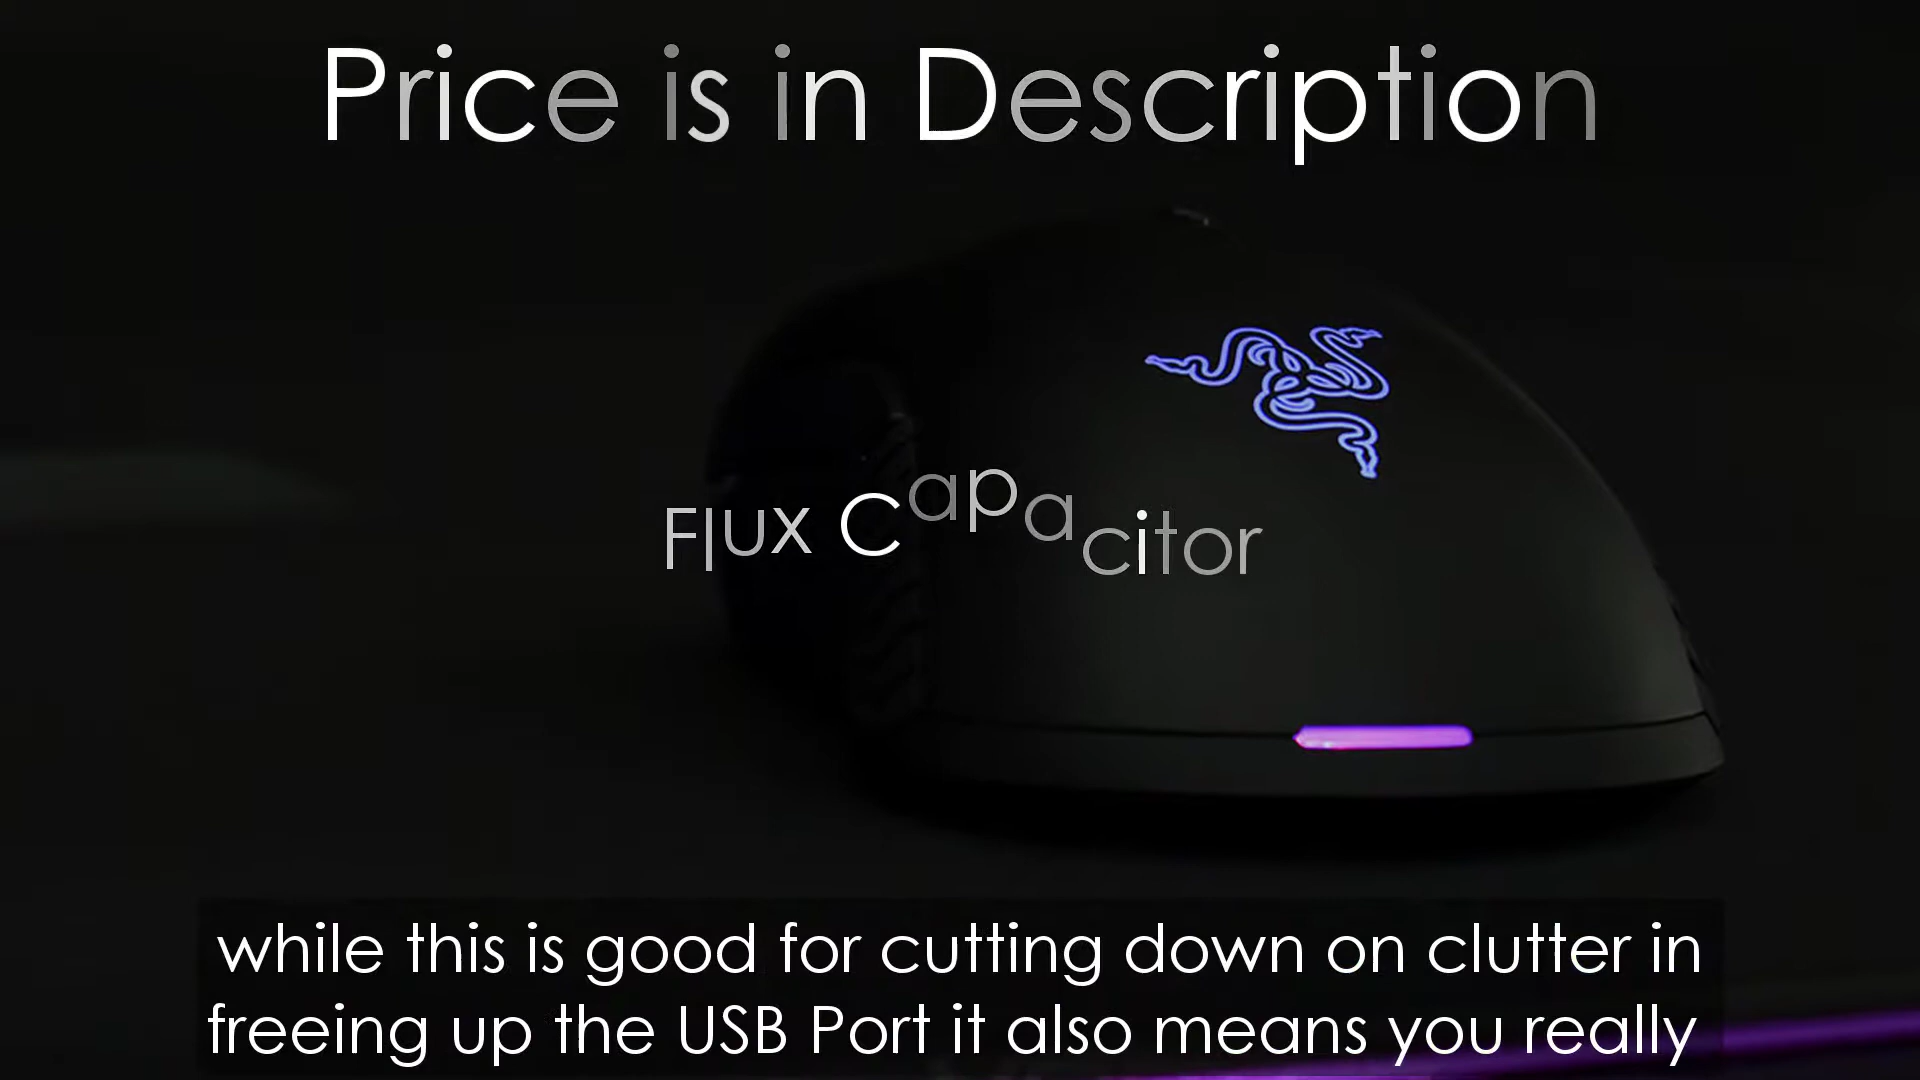 Price is in Description
Flux Capacitor
while this is good for cutting down on clutter in
freeing up the USB Port it also means you really